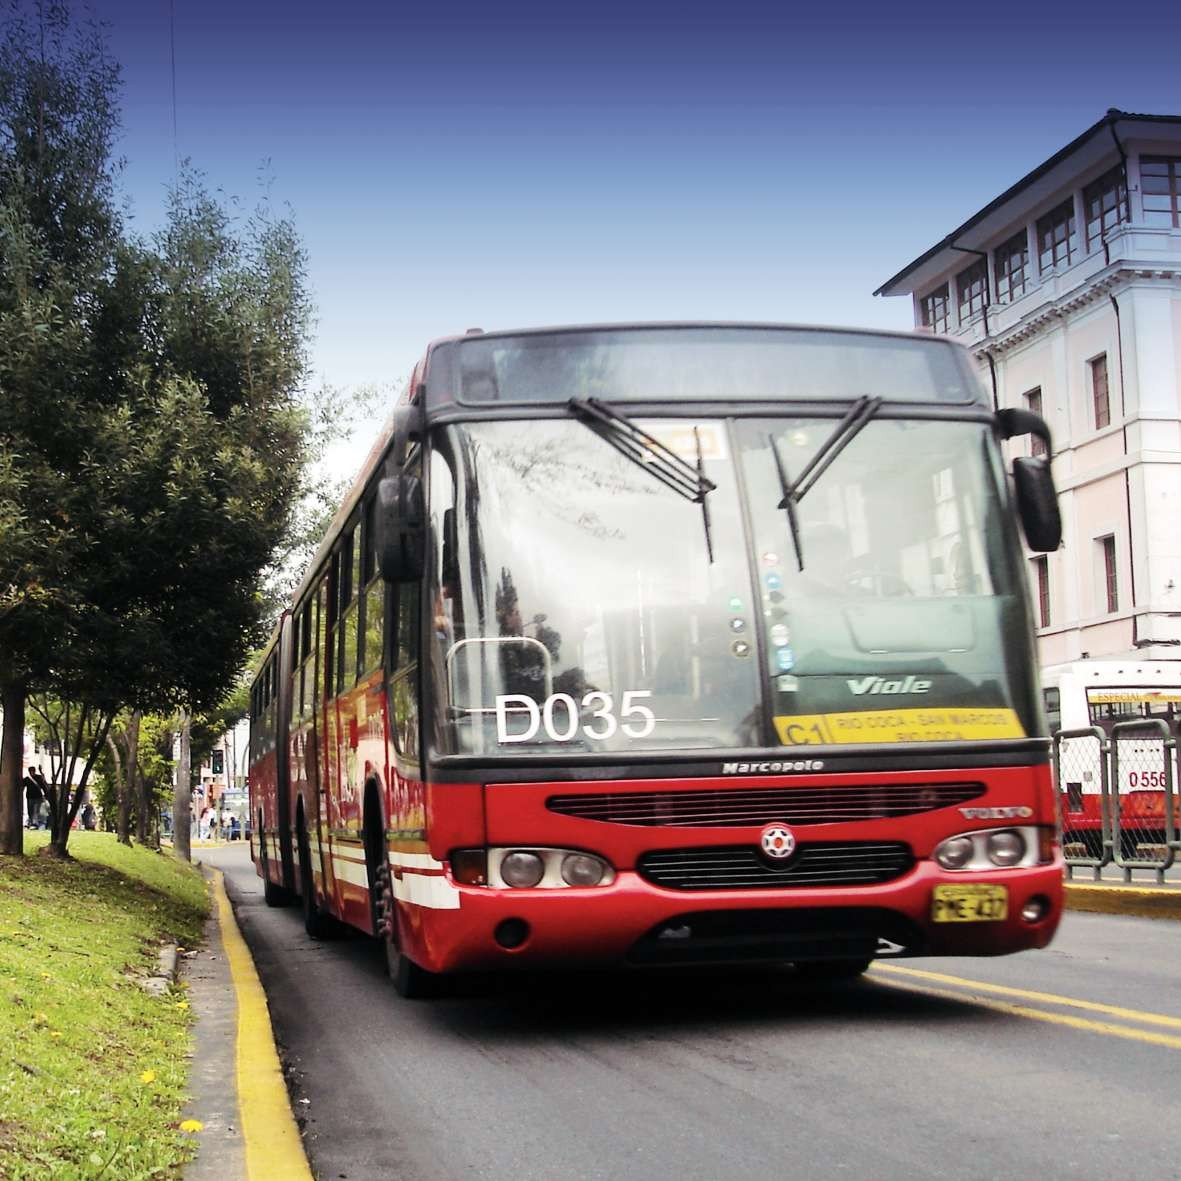 D035
Viale
C1
RIO COCA - SAN MARCOS
RIO COCA
Marcopolo
VOLVO
PME-437
ESPECIAL
0556